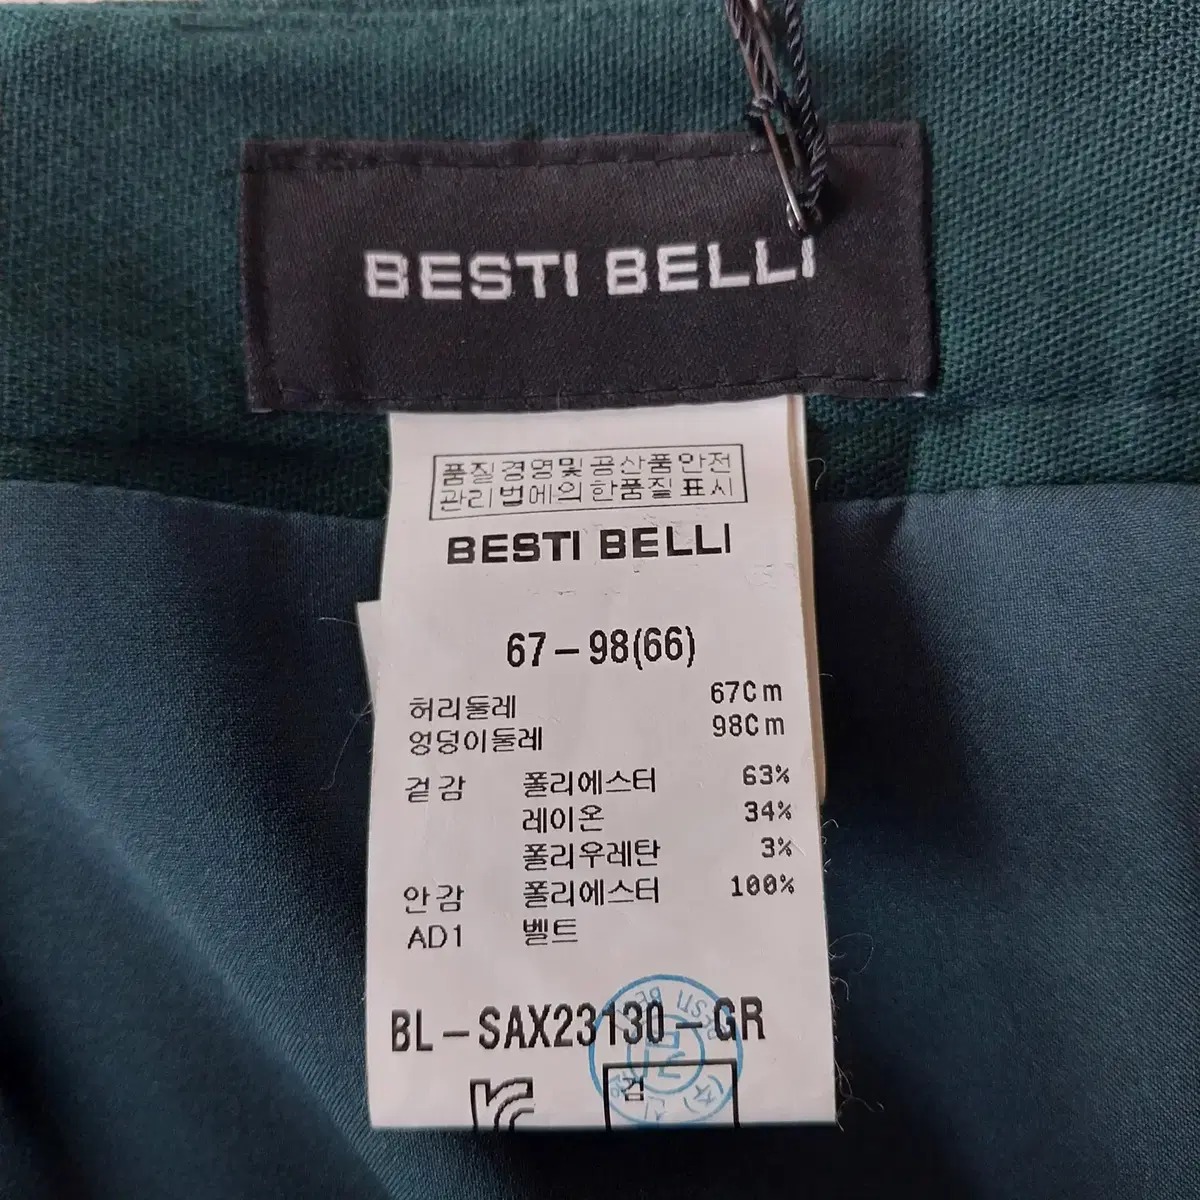 BESTI BELLI
품질경영및공산품안전
관리법에의한품질표시
BESTI BELLI
67-98(66)
허리둘레 67Cm
엉덩이둘레 98Cm
겉감 폴리에스터 63%
레이온 34%
폴리우레탄 3%
안감 폴리에스터 100%
AD1 벨트
BL-SAX23130-GR
검